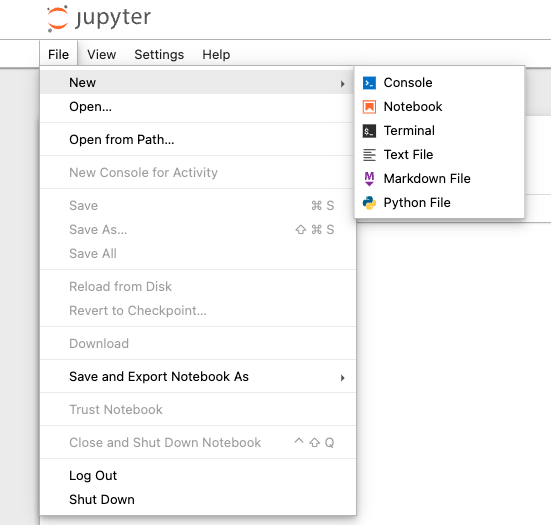 jupyter
File View Settings Help
New
Open...
Open from Path...
New Console for Activity
Save ⌘ S
Save As... ⇧ ⌘ S
Save All
Reload from Disk
Revert to Checkpoint...
Download
Save and Export Notebook As
Trust Notebook
Close and Shut Down Notebook ^ ⇧ Q
Log Out
Shut Down
Console
Notebook
$_ Terminal
Text File
M Markdown File
Python File